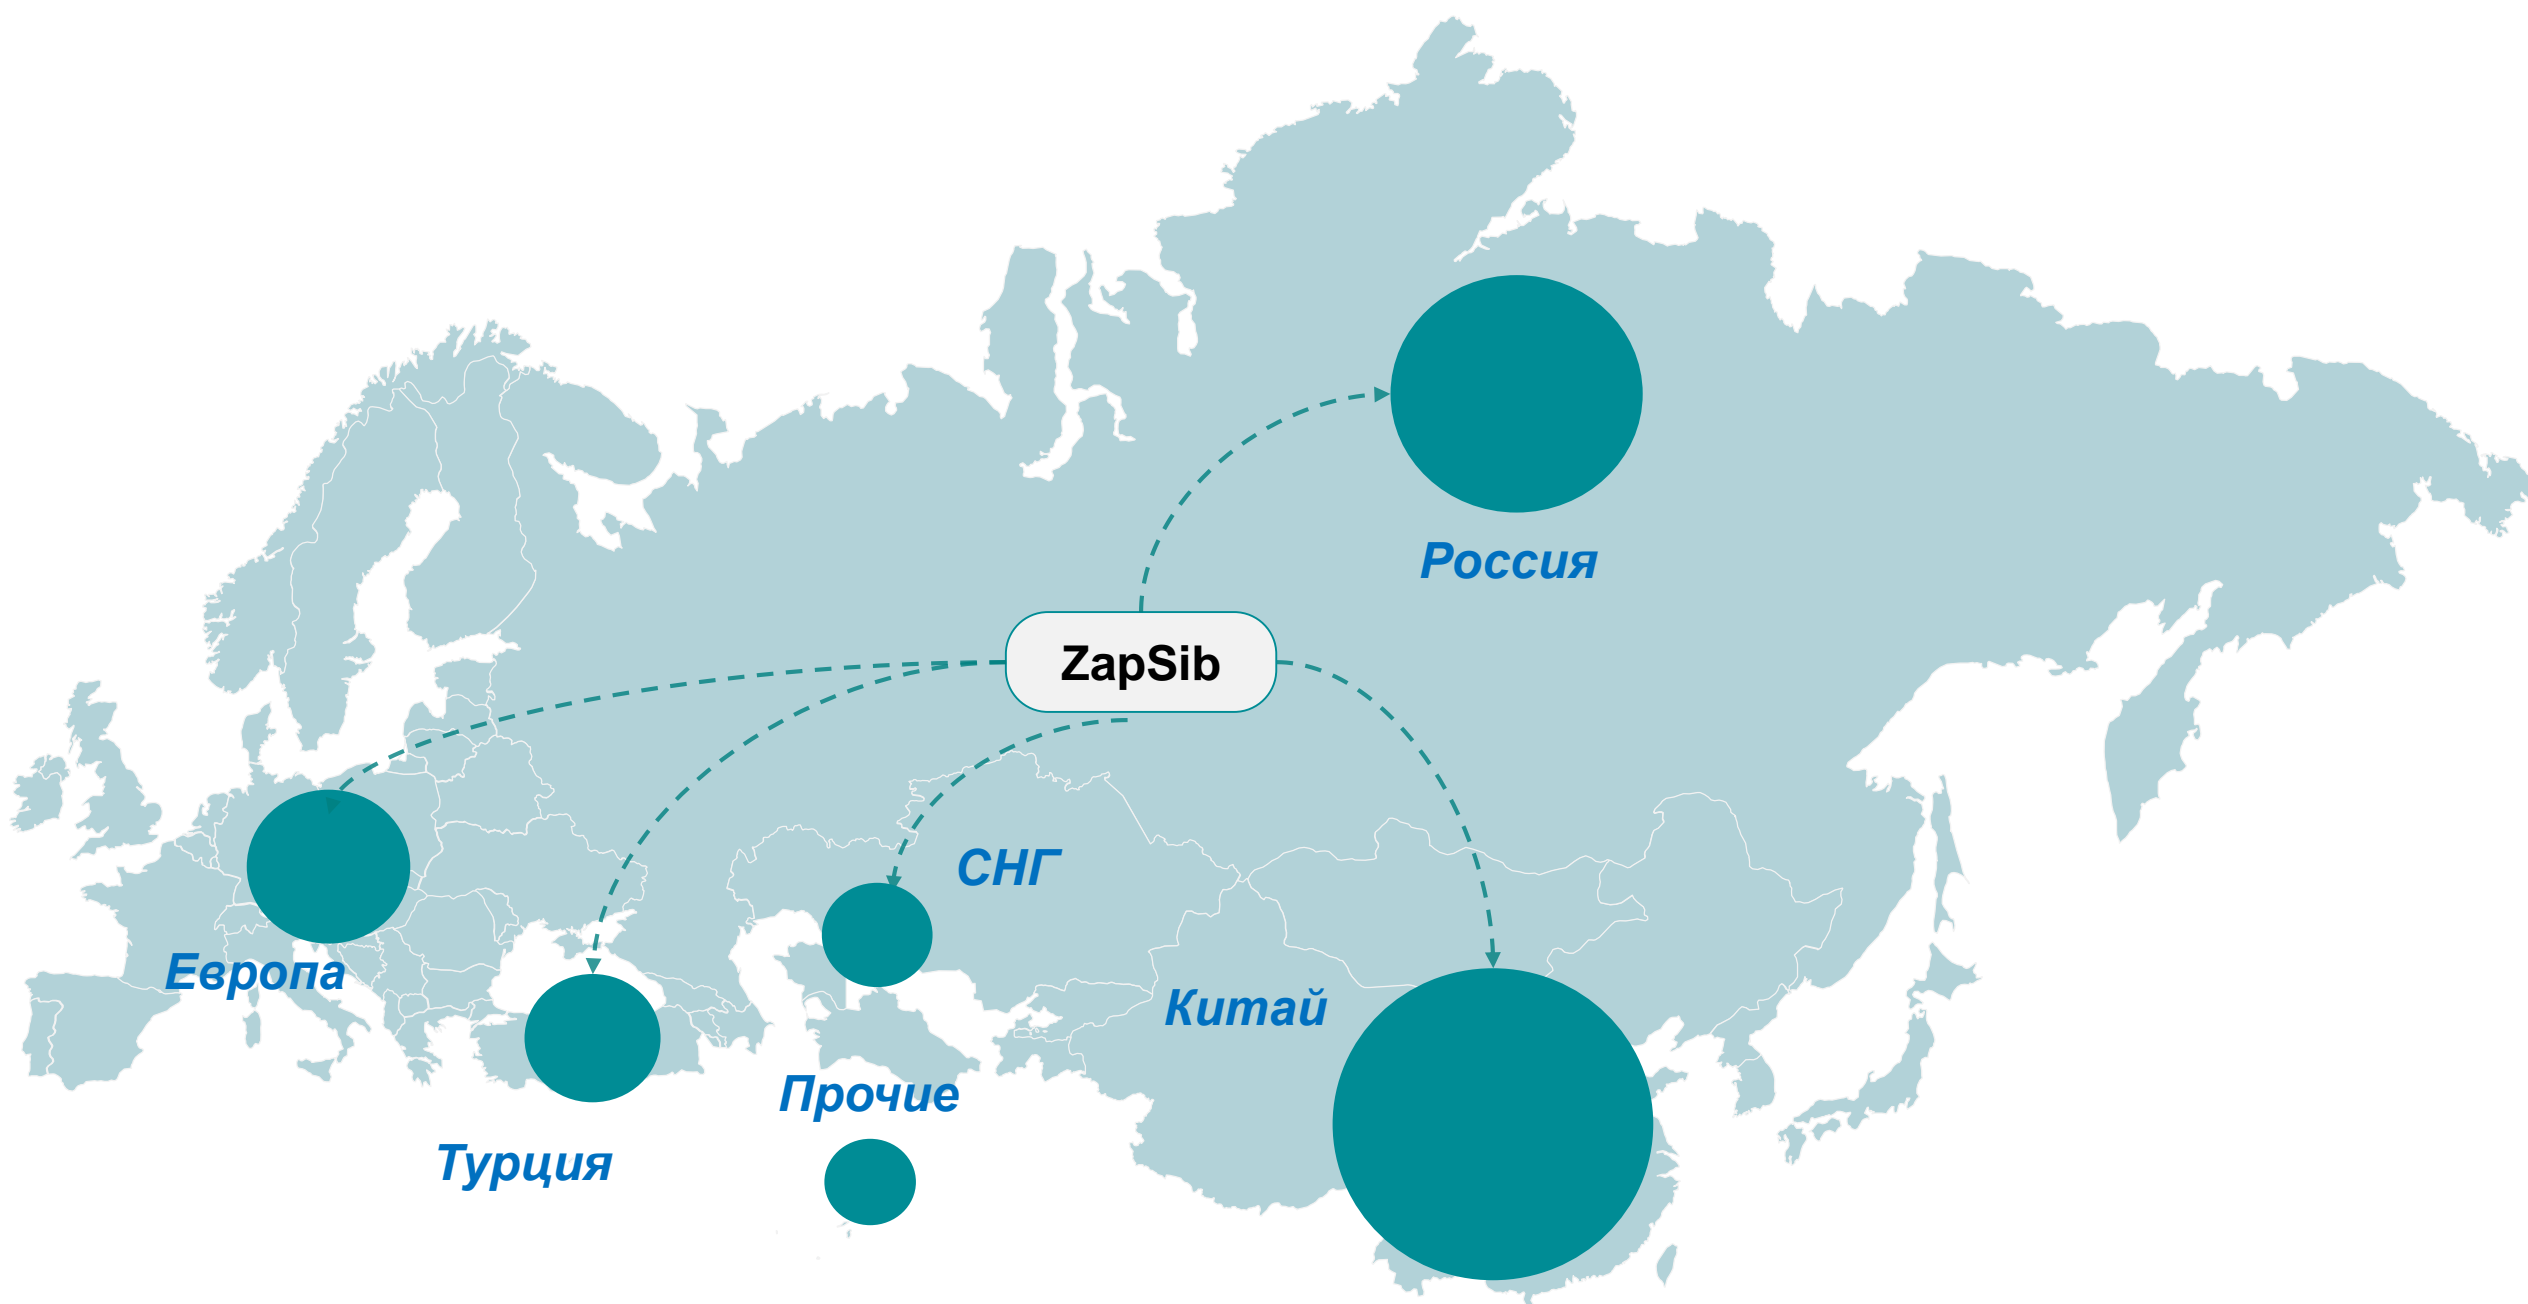 Россия
ZapSib
СНГ
Европа
Китай
Прочие
Турция